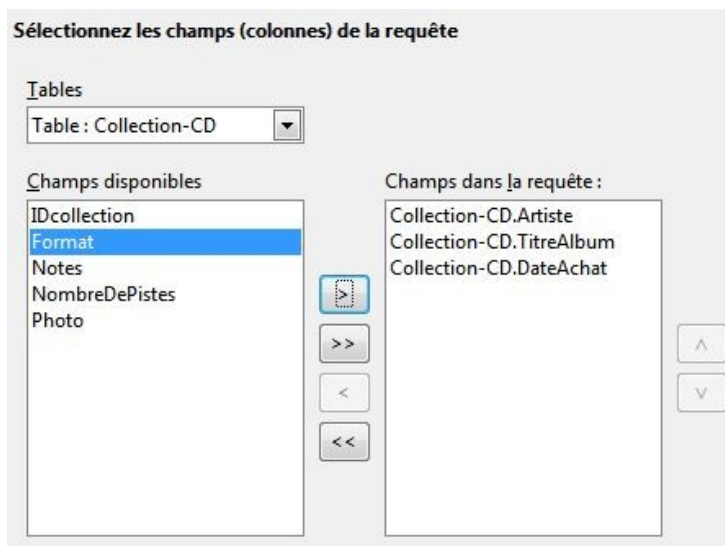 Sélectionnez les champs (colonnes) de la requête
Tables
Table : Collection-CD
Champs disponibles
IDcollection
Format
Notes
NombreDePistes
Photo
>
>>
<
<<
Champs dans la requête :
Collection-CD.Artiste
Collection-CD.TitreAlbum
Collection-CD.DateAchat